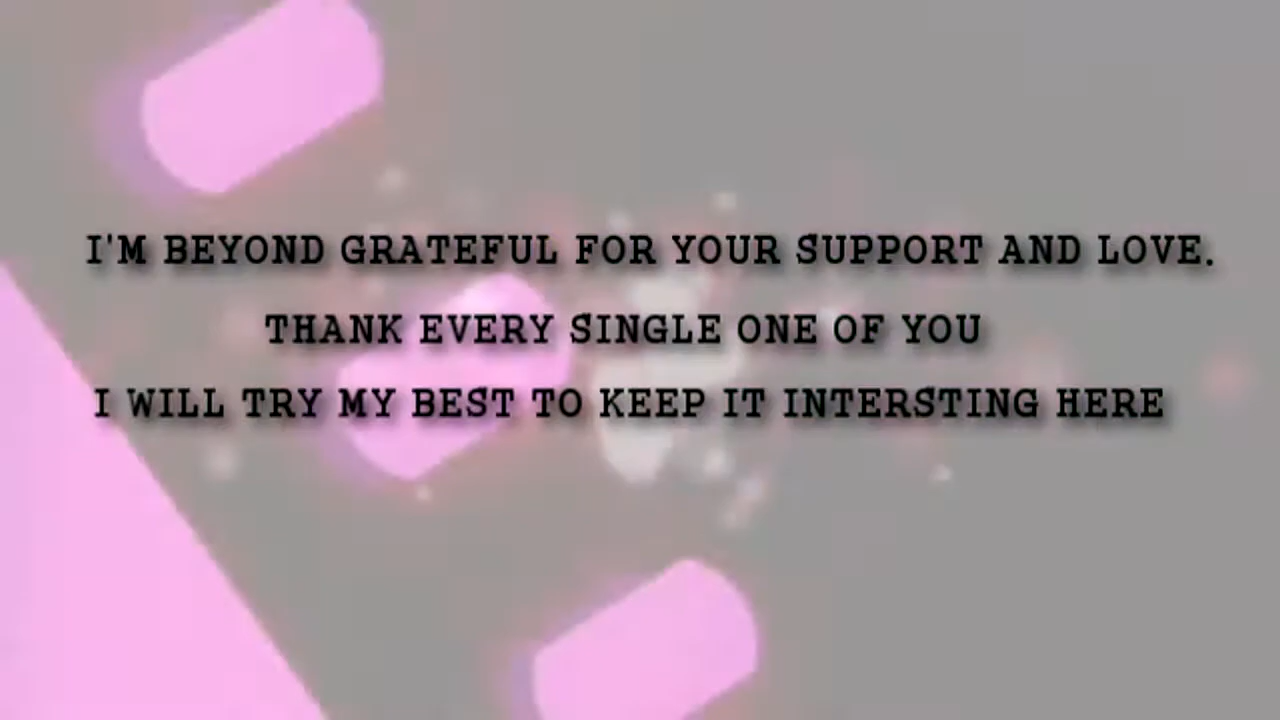 I'M BEYOND GRATEFUL FOR YOUR SUPPORT AND LOVE.
THANK EVERY SINGLE ONE OF YOU
I WILL TRY MY BEST TO KEEP IT INTERSTING HERE